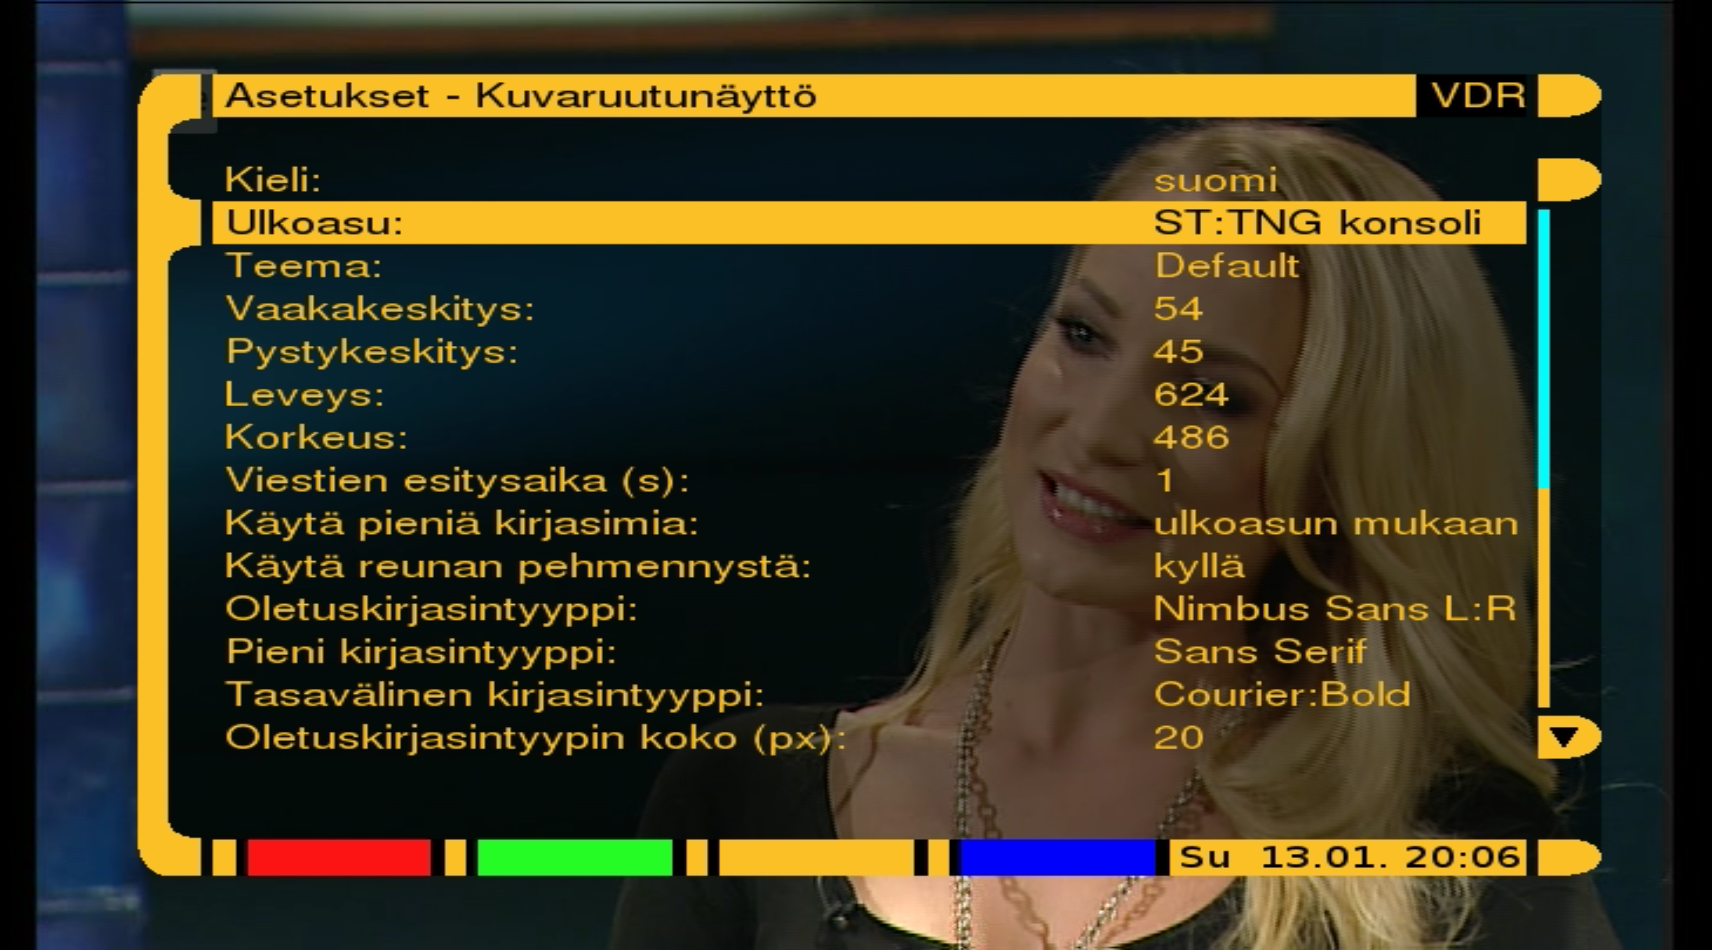 Asetukset - Kuvaruutunäyttö VDR
Kieli: suomi
Ulkoasu: ST:TNG konsoli
Teema: Default
Vaakakeskitys: 54
Pystykeskitys: 45
Leveys: 624
Korkeus: 486
Viestien esitysaika (s): 1
Käytä pieniä kirjasimia: ulkoasun mukaan
Käytä reunan pehmennystä: kyllä
Oletuskirjasintyyppi: Nimbus Sans L:R
Pieni kirjasintyyppi: Sans Serif
Tasavälinen kirjasintyyppi: Courier:Bold
Oletuskirjasintyypin koko (px): 20
Su 13.01. 20:06